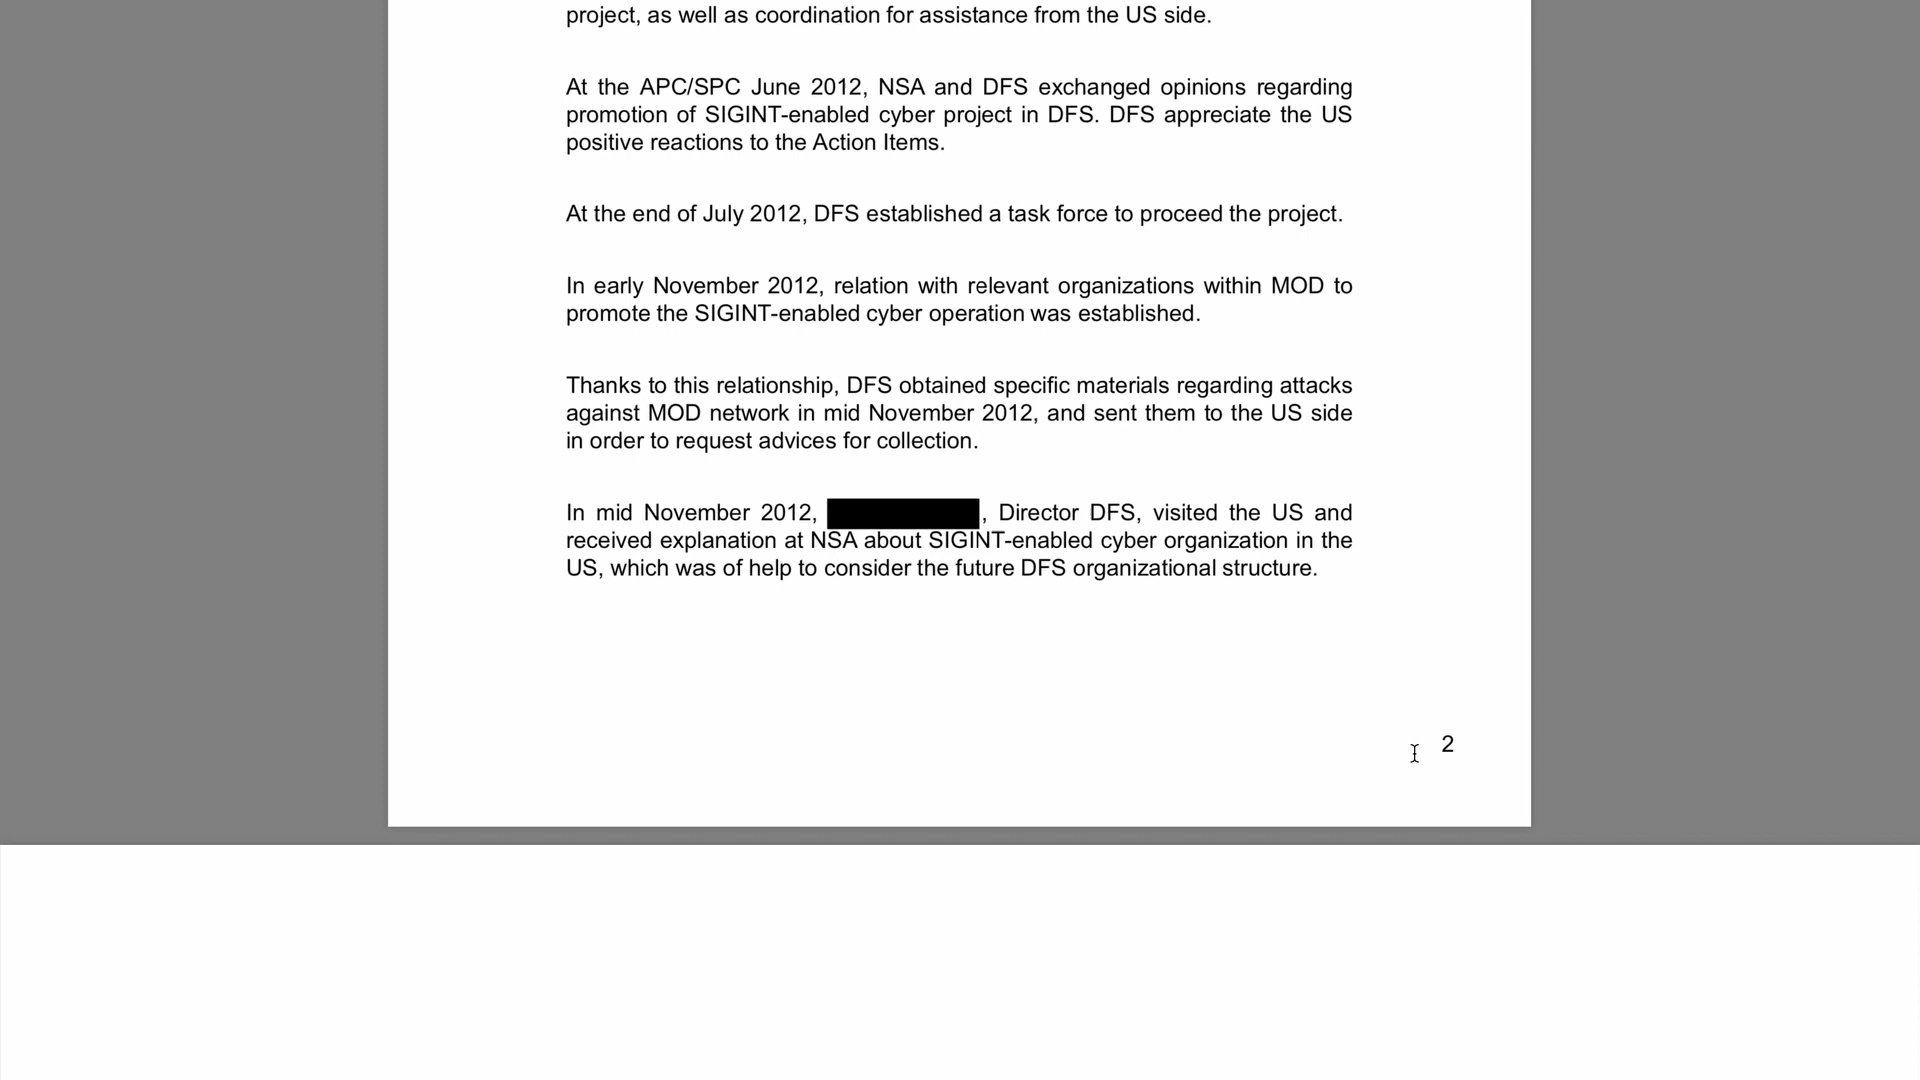 project, as well as coordination for assistance from the US side.
At the APC/SPC June 2012, NSA and DFS exchanged opinions regarding
promotion of SIGINT-enabled cyber project in DFS. DFS appreciate the US
positive reactions to the Action Items.
At the end of July 2012, DFS established a task force to proceed the project.
In early November 2012, relation with relevant organizations within MOD to
promote the SIGINT-enabled cyber operation was established.
Thanks to this relationship, DFS obtained specific materials regarding attacks
against MOD network in mid November 2012, and sent them to the US side
in order to request advices for collection.
In mid November 2012, , Director DFS, visited the US and
received explanation at NSA about SIGINT-enabled cyber organization in the
US, which was of help to consider the future DFS organizational structure.
2